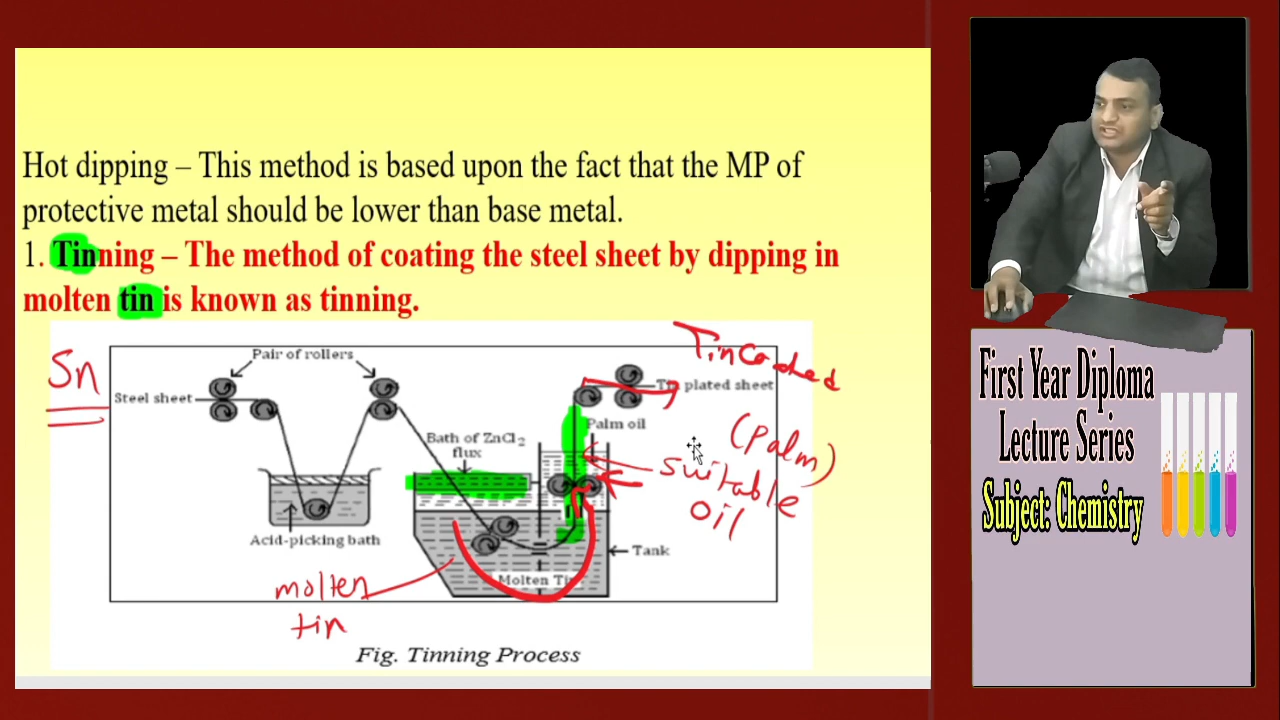 Hot dipping – This method is based upon the fact that the MP of
protective metal should be lower than base metal.
1. Tinning – The method of coating the steel sheet by dipping in
molten tin is known as tinning.
Sn
Pair of rollers
Steel sheet
Tin coated
Tin plated sheet
Palm oil
(Palm)
suitable
oil
Bath of ZnCl2
flux
Acid-picking bath
Tank
Molten Tin
molten
tin
Fig. Tinning Process
First Year Diploma
Lecture Series
Subject: Chemistry